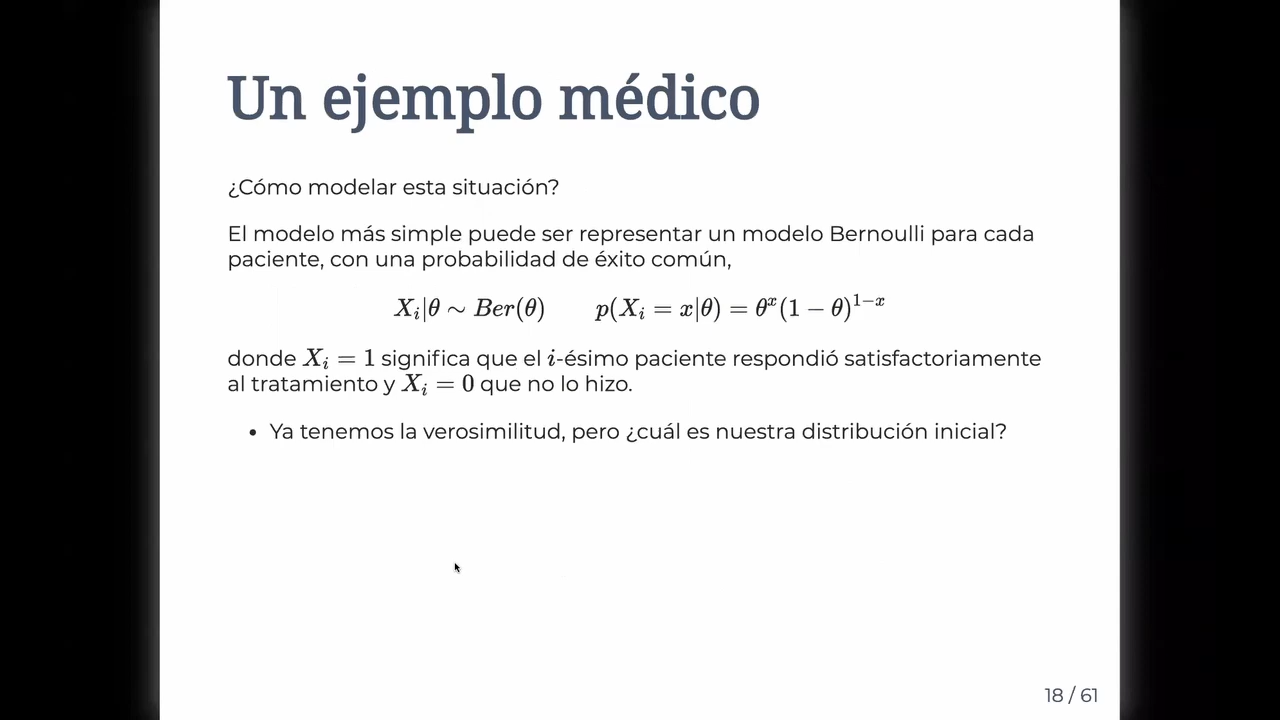 Un ejemplo médico
¿Cómo modelar esta situación?
El modelo más simple puede ser representar un modelo Bernoulli para cada
paciente, con una probabilidad de éxito común,
X_i|θ ∼ Ber(θ) p(X_i = x|θ) = θ^x(1 − θ)^{1−x}
donde X_i = 1 significa que el i-ésimo paciente respondió satisfactoriamente
al tratamiento y X_i = 0 que no lo hizo.
• Ya tenemos la verosimilitud, pero ¿cuál es nuestra distribución inicial?
18 / 61